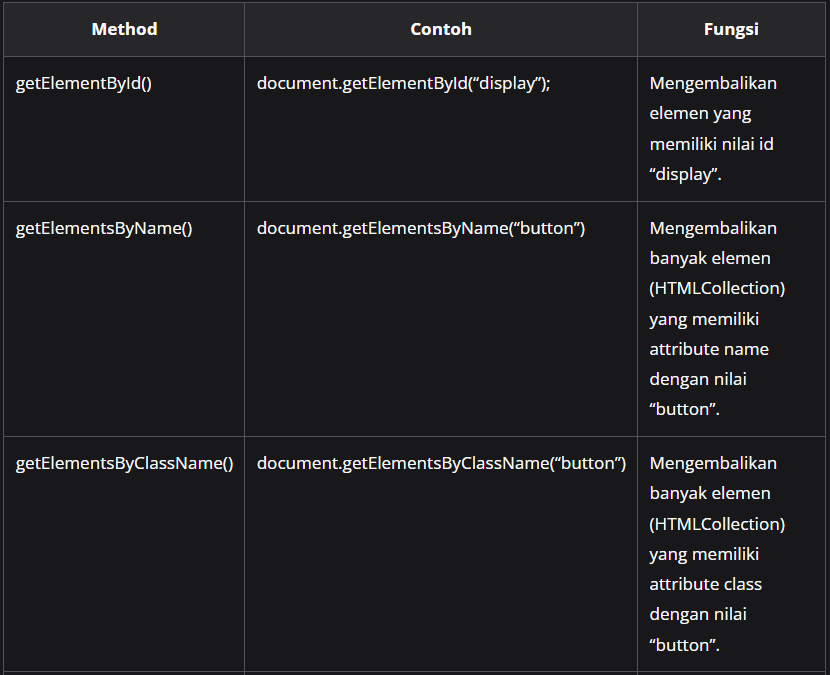 Method Contoh Fungsi
getElementById() document.getElementById(“display”); Mengembalikan
elemen yang
memiliki nilai id
“display”.
getElementsByName() document.getElementsByName(“button”) Mengembalikan
banyak elemen
(HTMLCollection)
yang memiliki
attribute name
dengan nilai
“button”.
getElementsByClassName() document.getElementsByClassName(“button”) Mengembalikan
banyak elemen
(HTMLCollection)
yang memiliki
attribute class
dengan nilai
“button”.